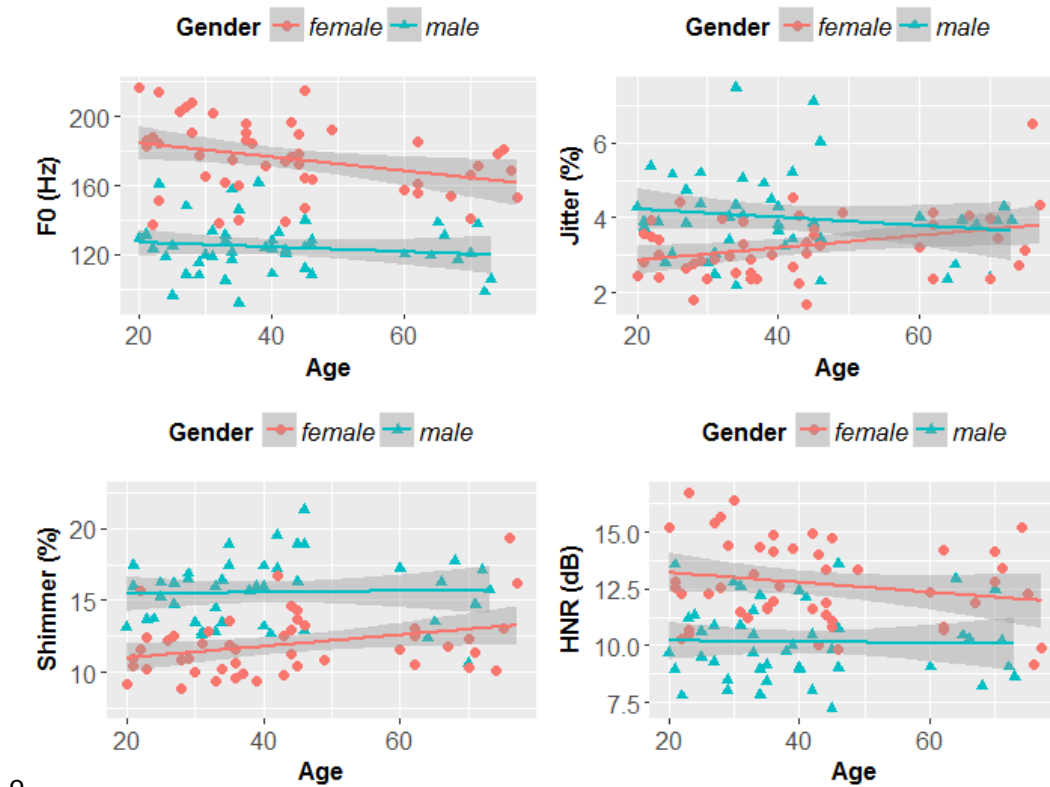 Gender female male
Gender female male
F0 (Hz)
200
160
120
20 40 60
Age
Jitter (%)
6
4
2
20 40 60
Age
Gender female male
Gender female male
Shimmer (%)
20
15
10
20 40 60
Age
HNR (dB)
15.0
12.5
10.0
7.5
20 40 60
Age